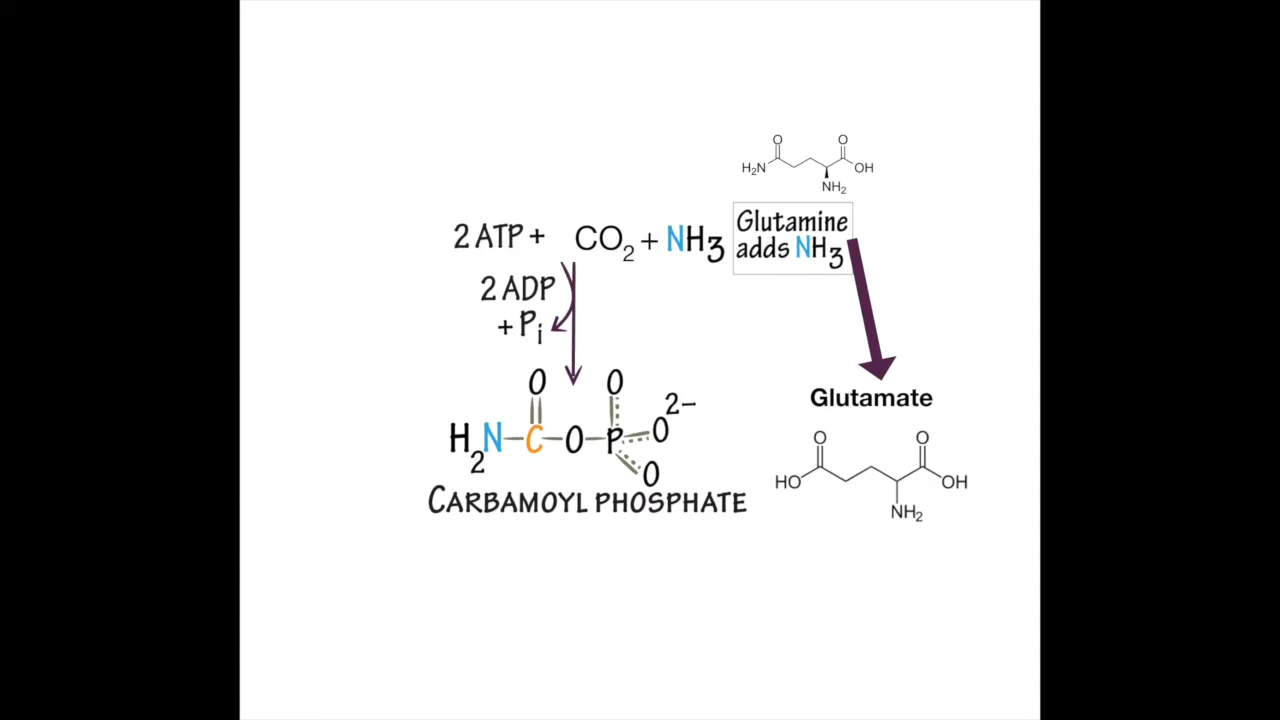 O O
H₂N OH
NH₂
2 ATP + CO₂ + NH₃
Glutamine
adds NH₃
2 ADP
+ Pi
Glutamate
O O
2−
H₂N–C–O–P O
O
CARBAMOYL PHOSPHATE
O O
HO OH
NH₂